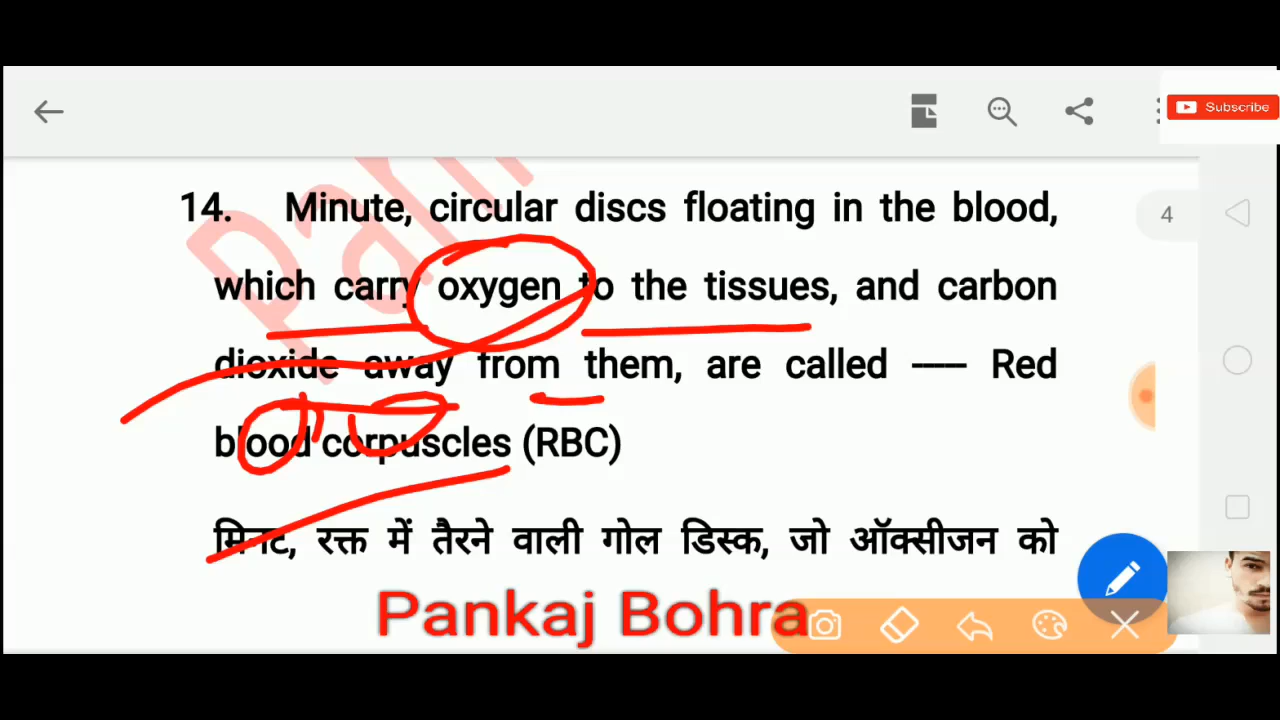 Subscribe
14. Minute, circular discs floating in the blood,
4
which carry oxygen to the tissues, and carbon
dioxide away from them, are called ---- Red
blood corpuscles (RBC)
मिनट, रक्त में तैरने वाली गोल डिस्क, जो ऑक्सीजन को
Pankaj Bohra